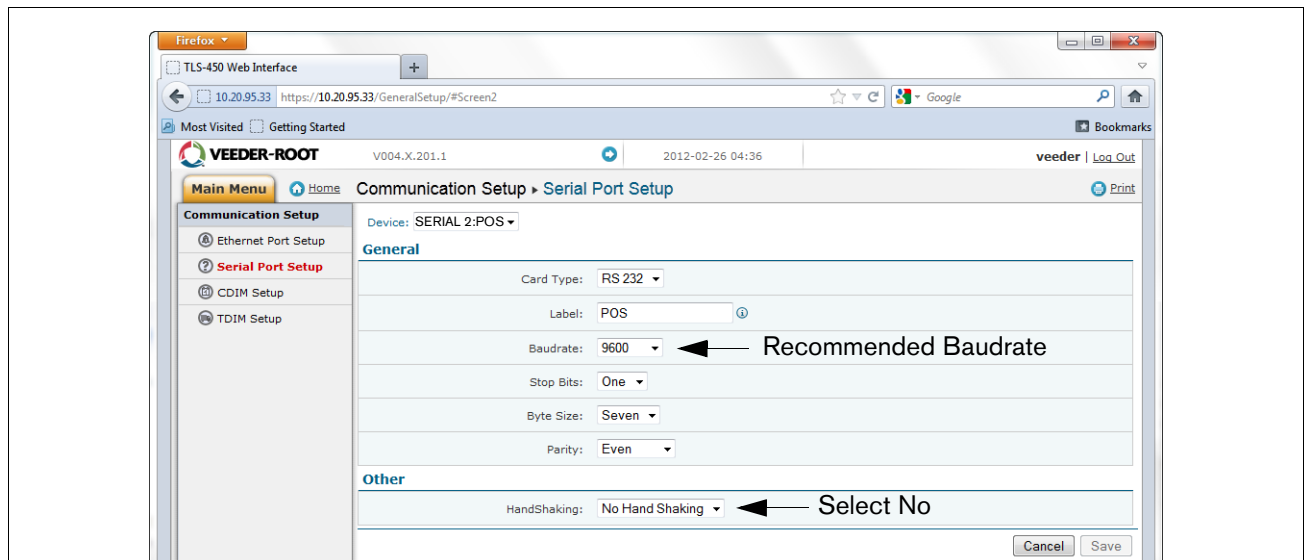 Firefox
TLS-450 Web Interface
+
10.20.95.33 https://10.20.95.33/GeneralSetup/#Screen2 Google
Most Visited Getting Started Bookmarks
VEEDER-ROOT V004.X.201.1 2012-02-26 04:36 veeder | Log Out
Main Menu Home Communication Setup ▸ Serial Port Setup Print
Communication Setup
Ethernet Port Setup
Serial Port Setup
CDIM Setup
TDIM Setup
Device: SERIAL 2:POS
General
Card Type: RS 232
Label: POS
Baudrate: 9600 Recommended Baudrate
Stop Bits: One
Byte Size: Seven
Parity: Even
Other
HandShaking: No Hand Shaking Select No
Cancel Save